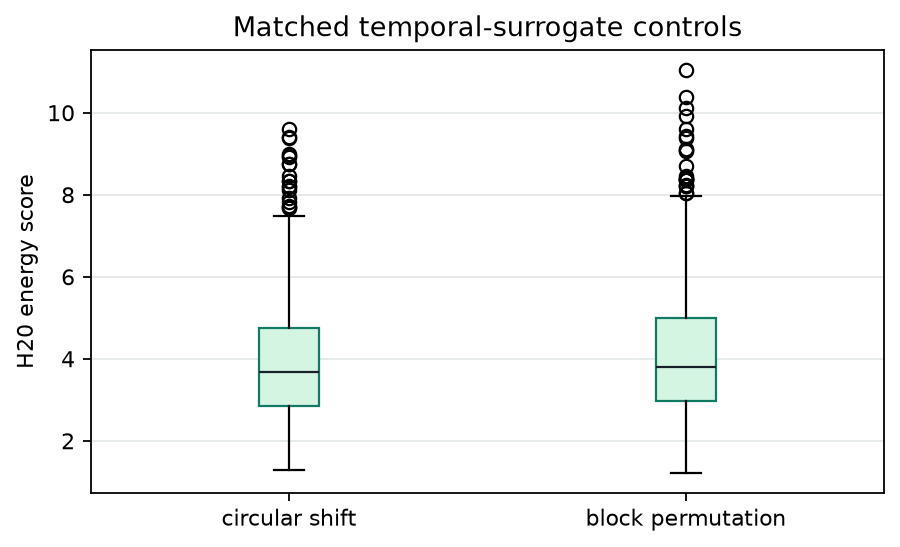 Matched temporal-surrogate controls
H20 energy score
10
8
6
4
2
circular shift
block permutation